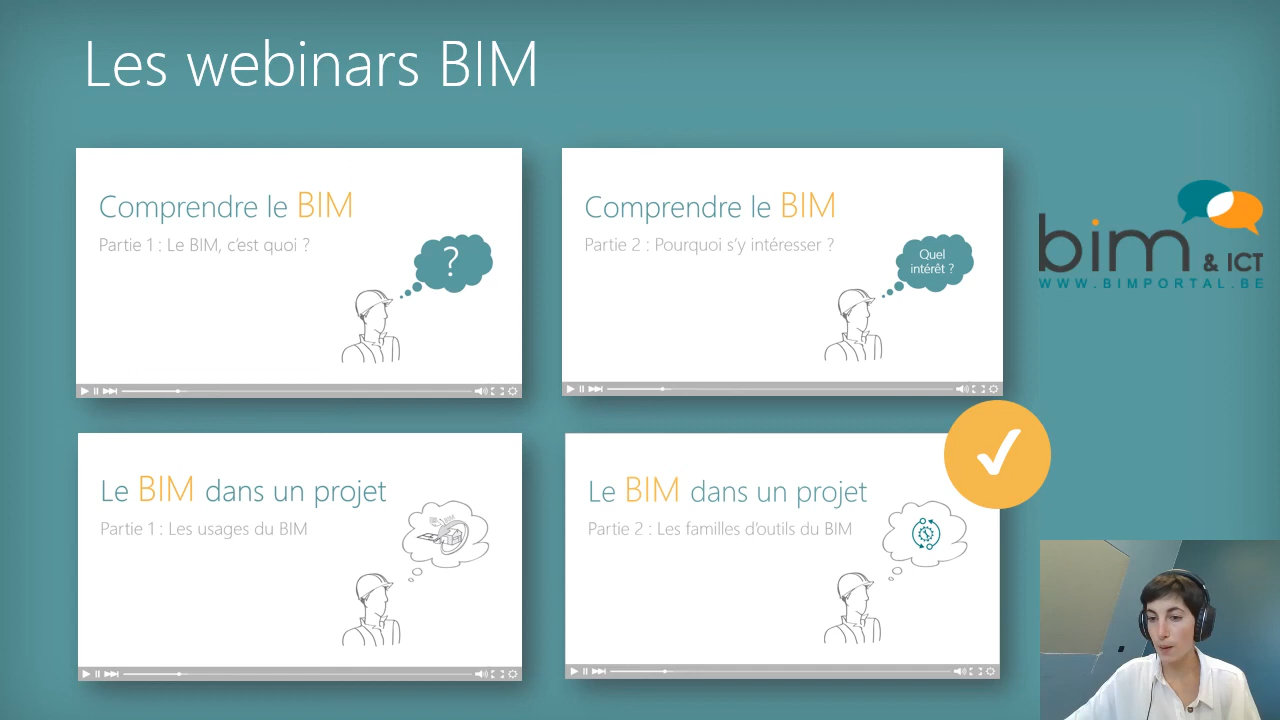 Les webinars BIM
Comprendre le BIM
Partie 1 : Le BIM, c'est quoi ?
?
Comprendre le BIM
Partie 2 : Pourquoi s'y intéresser ?
Quel
intérêt ?
bim & ICT
WWW.BIMPORTAL.BE
Le BIM dans un projet
Partie 1 : Les usages du BIM
Le BIM dans un projet
Partie 2 : Les familles d'outils du BIM